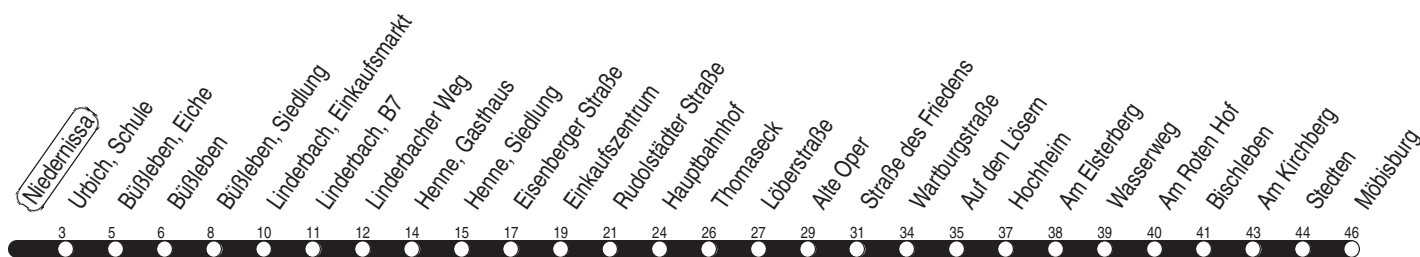 Niedernissa
Urbich, Schule
Büßleben, Eiche
Büßleben
Büßleben, Siedlung
Linderbach, Einkaufsmarkt
Linderbach, B7
Linderbacher Weg
Henne, Gasthaus
Henne, Siedlung
Eisenberger Straße
Einkaufszentrum
Rudolstädter Straße
Hauptbahnhof
Thomaseck
Löberstraße
Alte Oper
Straße des Friedens
Wartburgstraße
Auf den Lösern
Hochheim
Am Elsterberg
Wasserweg
Am Roten Hof
Bischleben
Am Kirchberg
Stedten
Möbisburg
3 5 6 8 10 11 12 14 15 17 19 21 24 26 27 29 31 34 35 37 38 39 40 41 43 44 46